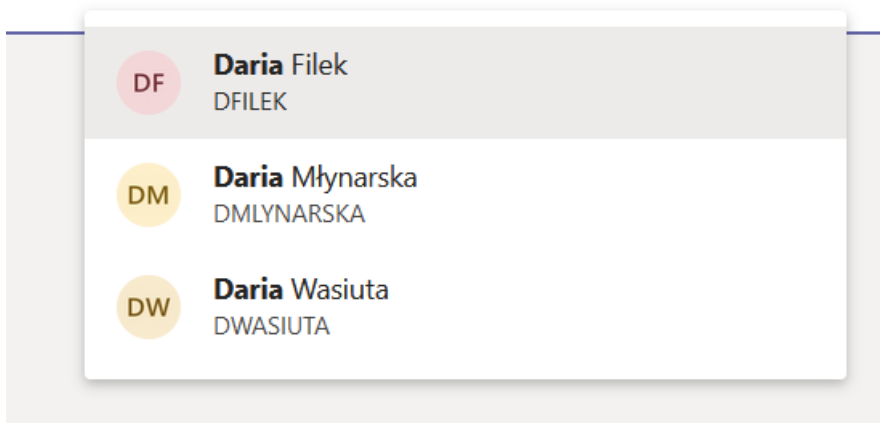 DF
Daria Filek
DFILEK
DM
Daria Młynarska
DMLYNARSKA
DW
Daria Wasiuta
DWASIUTA